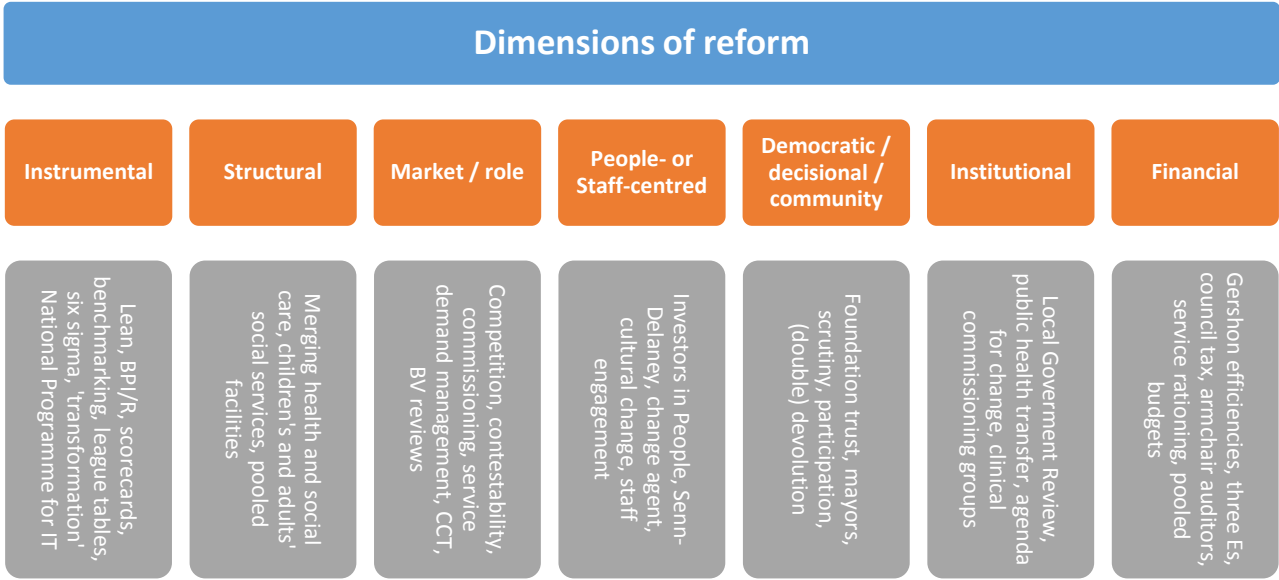 Dimensions of reform
Instrumental
Structural
Market / role
People- or
Staff-centred
Democratic /
decisional /
community
Institutional
Financial
Lean, BPI/R, scorecards,
benchmarking, league tables,
six sigma, 'transformation'
National Programme for IT
Merging health and social
care, children's and adults'
social services, pooled
facilities
Competition, contestability,
commissioning, service
demand management, CCT,
BV reviews
Investors in People, Senn-
Delaney, change agent,
cultural change, staff
engagement
Foundation trust, mayors,
scrutiny, participation,
(double) devolution
Local Government Review,
public health transfer, agenda
for change, clinical
commissioning groups
Gershon efficiencies, three Es,
council tax, armchair auditors,
service rationing, pooled
budgets